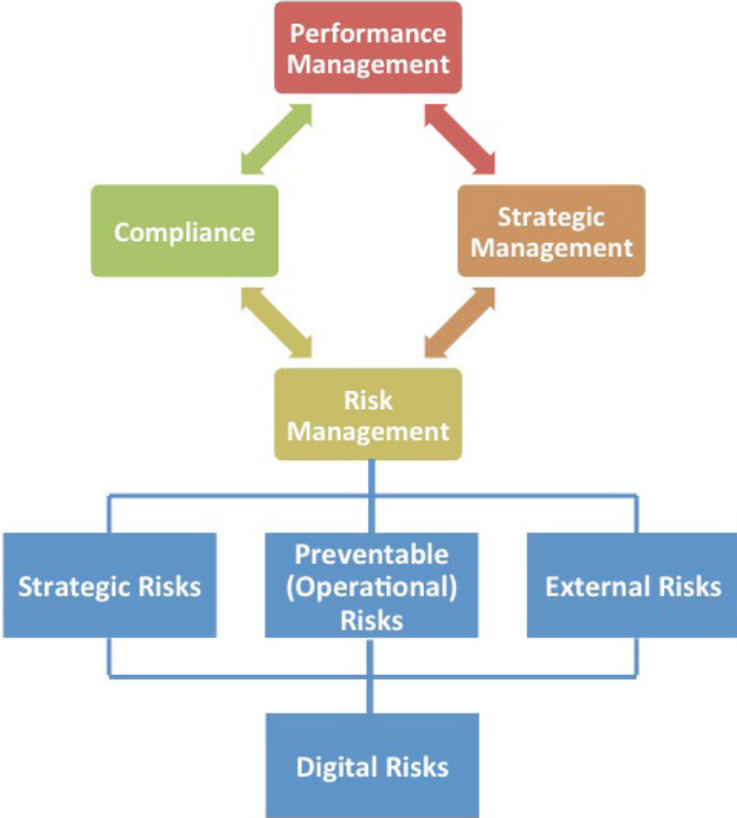 Performance
Management
Compliance
Strategic
Management
Risk
Management
Strategic Risks
Preventable
(Operational)
Risks
External Risks
Digital Risks